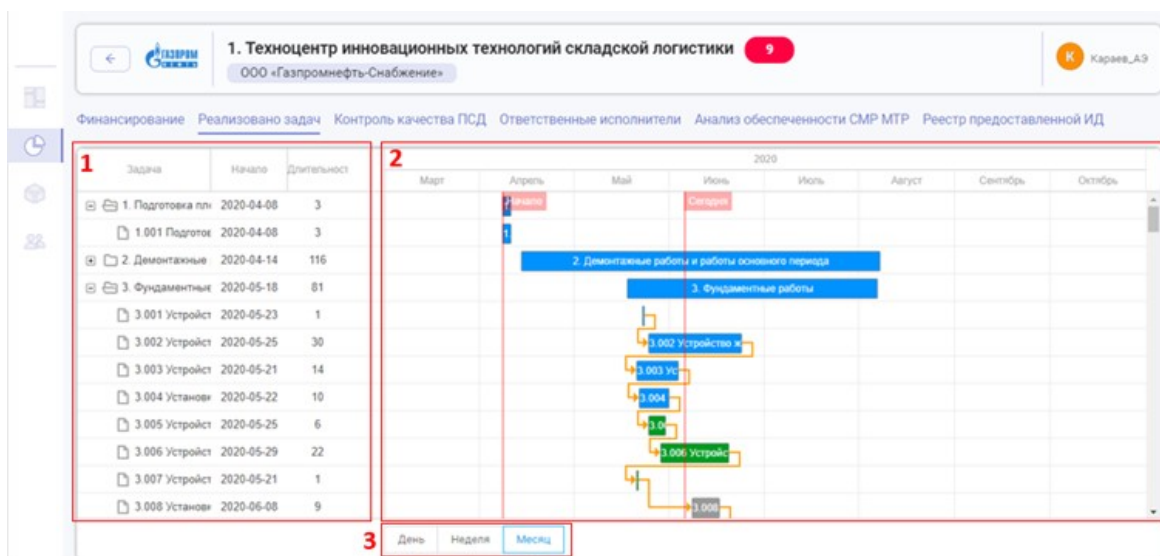 ГАЗПРОМ НЕФТЬ
1. Техноцентр инновационных технологий складской логистики 9
ООО «Газпромнефть-Снабжение»
К Караев_АЭ
Финансирование Реализовано задач Контроль качества ПСД Ответственные исполнители Анализ обеспеченности СМР МТР Реестр предоставленной ИД
1 Задача Начало Длительност
2 2020
Март Апрель Май Июнь Июль Август Сентябрь Октябрь
Начало Сегодня
1. Подготовка пл 2020-04-08 3
1.001 Подготов 2020-04-08 3 1.
2. Демонтажные 2020-04-14 116 2. Демонтажные работы и работы основного периода
3. Фундаментные 2020-05-18 81 3. Фундаментные работы
3.001 Устройст 2020-05-23 1
3.002 Устройст 2020-05-25 30 3.002 Устройство ж
3.003 Устройст 2020-05-21 14 3.003 Ус
3.004 Установк 2020-05-22 10 3.004
3.005 Устройст 2020-05-25 6 3.0
3.006 Устройст 2020-05-29 22 3.006 Устройс
3.007 Устройст 2020-05-21 1
3.008 Установк 2020-06-08 9 3.008
3 День Неделя Месяц